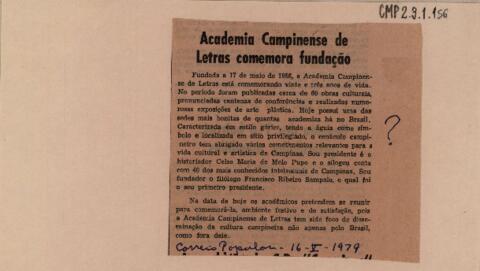 CMP 2.9.1.156
Academia Campinense de
Letras comemora fundação
Fundada a 17 de maio de 1956, a Academia Campinen-
se de Letras está comemorando vinte e três anos de vida.
No período foram publicadas cerca de 60 obras culturais,
pronunciadas centenas de conferências e realizadas nume-
rosas exposições de arte plástica. Hoje possui uma das
sedes mais bonitas de quantas academias há no Brasil.
Caracterizada em estilo gârico, tendo a águia como sím-
bolo e localizada em sítio privilegiado, o cenáculo campi-
neiro tem abrigado vários cometimentos relevantes para a
vida cultural e artística de Campinas. Seu presidente é o
historiador Celso Maria de Melo Pupo e o silogeu conta
com 40 dos mais conhecidos intelectuais de Campinas. Seu
fundador o filólogo Francisco Ribeiro Sampaio, e qual foi
o seu primeiro presidente.
Na data de hoje os acadêmicos pretendem se reunir
para comemorá-la, ambiente festivo e de satisfação, pois
a Academia Campinense de Letras tem sido foco de disse-
minação da cultura campineira não apenas pelo Brasil,
como fora dele.
?
Correio Popular - 16-V-1979